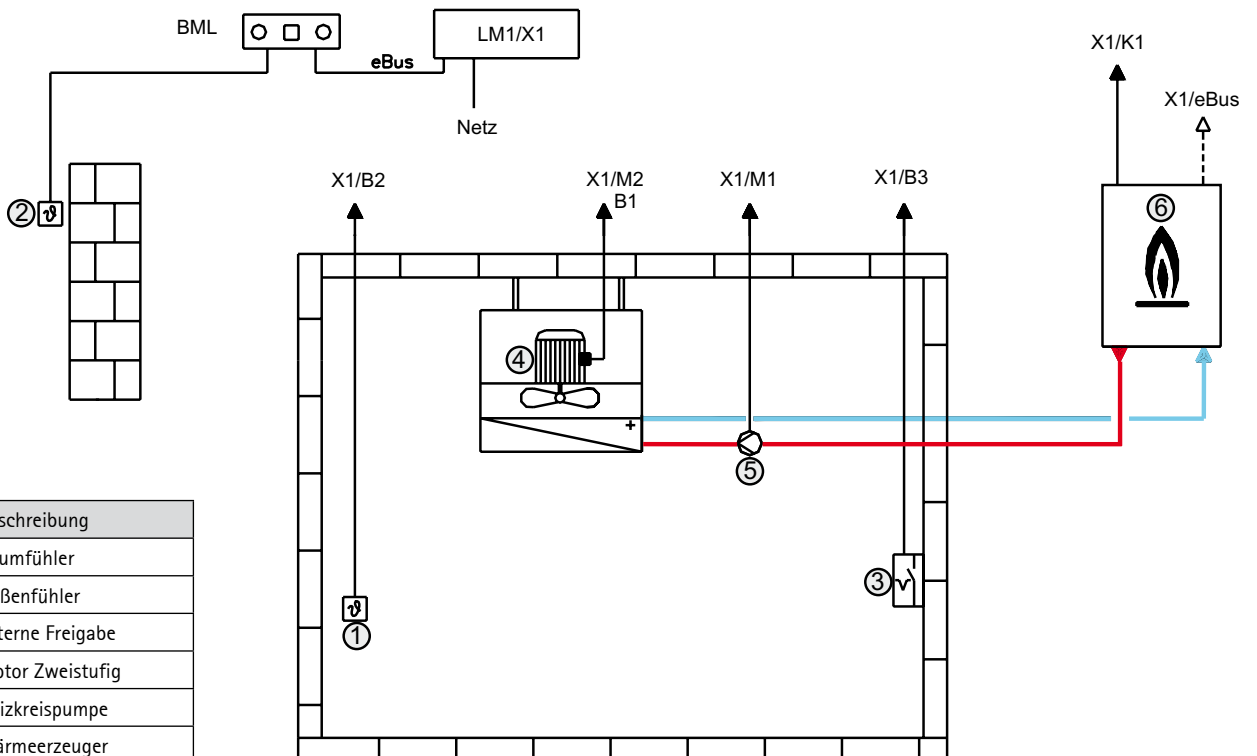 BML
LM1/X1
eBus
Netz
X1/K1
X1/eBus
X1/B2
X1/M2
B1
X1/M1
X1/B3
2
6
4
+
5
3
1
schreibung
umfühler
ßenfühler
terne Freigabe
otor Zweistufig
izkreispumpe
ärmeerzeuger